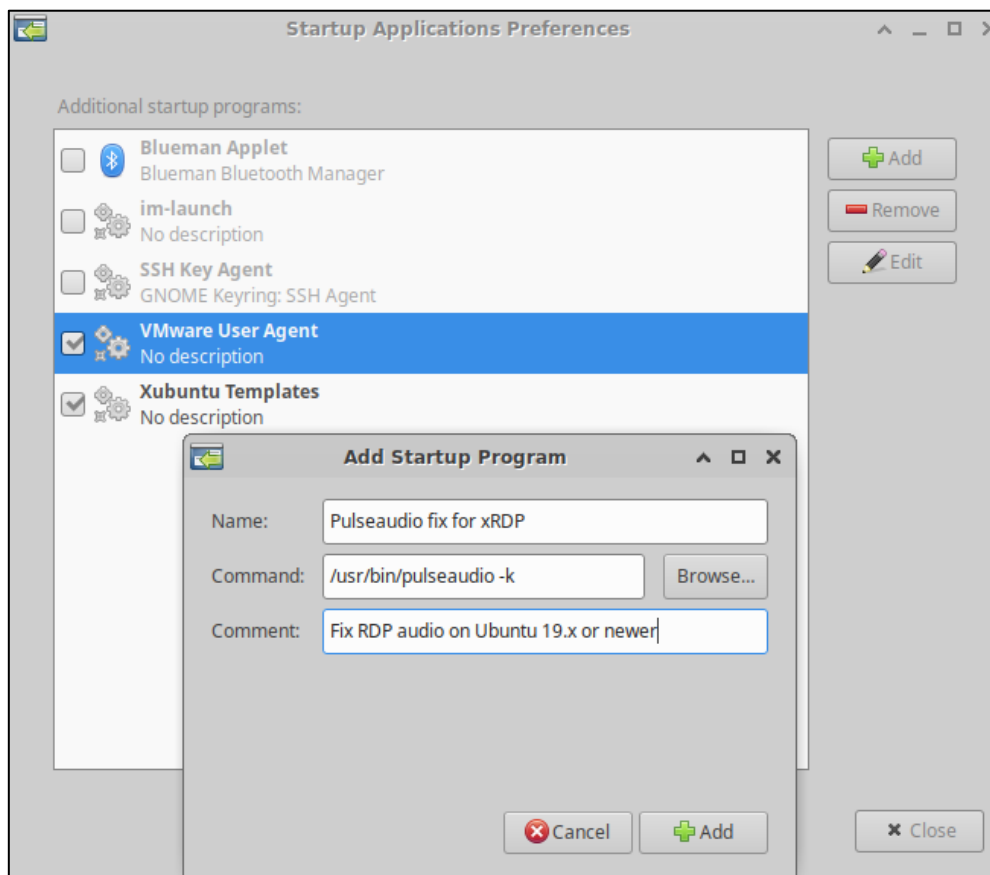 Startup Applications Preferences
Additional startup programs:
Blueman Applet
Blueman Bluetooth Manager
im-launch
No description
SSH Key Agent
GNOME Keyring: SSH Agent
VMware User Agent
No description
Xubuntu Templates
No description
Add
Remove
Edit
Add Startup Program
Name:
Pulseaudio fix for xRDP
Command:
/usr/bin/pulseaudio -k
Browse...
Comment:
Fix RDP audio on Ubuntu 19.x or newer
Cancel
Add
Close